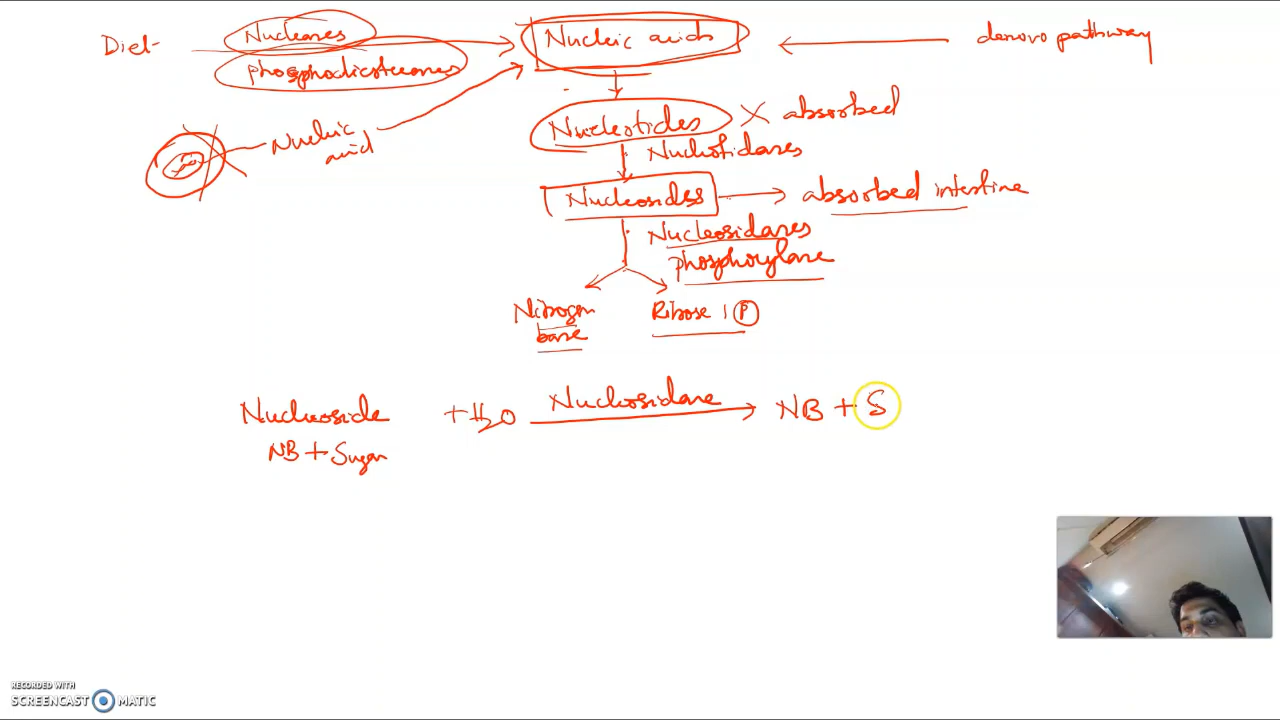 Diet
Nucleases
phosphodiesterases
Nucleic acids
denovo pathway
Nucleic
acid
Nucleotides X absorbed
Nucleotidases
Nucleosides
absorbed intestine
Nucleosidases
phosphorylase
Nitrogen
base
Ribose 1 P
Nucleoside + H2O
Nucleosidase
NB + S
NB + Sugar
RECORDED WITH
SCREENCAST MATIC